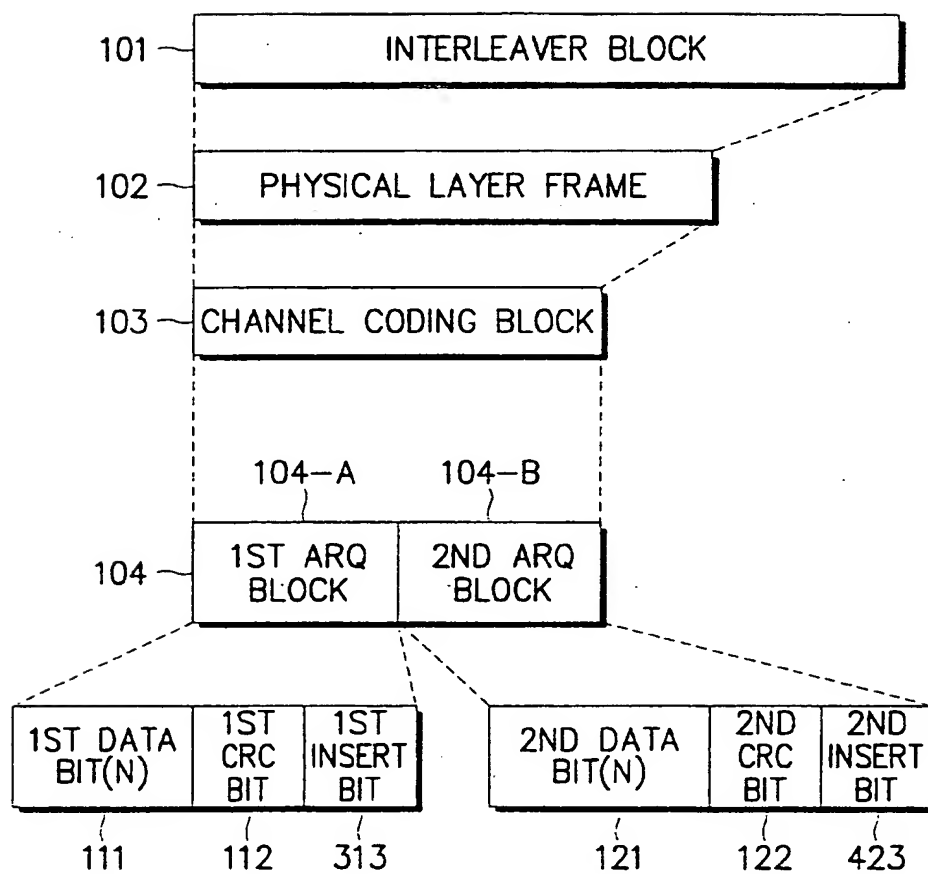 101
INTERLEAVER BLOCK
102
PHYSICAL LAYER FRAME
103
CHANNEL CODING BLOCK
104-A
104-B
104
1ST ARQ
BLOCK
2ND ARQ
BLOCK
1ST DATA
BIT(N)
1ST
CRC
BIT
1ST
INSERT
BIT
2ND DATA
BIT(N)
2ND
CRC
BIT
2ND
INSERT
BIT
111
112
313
121
122
423